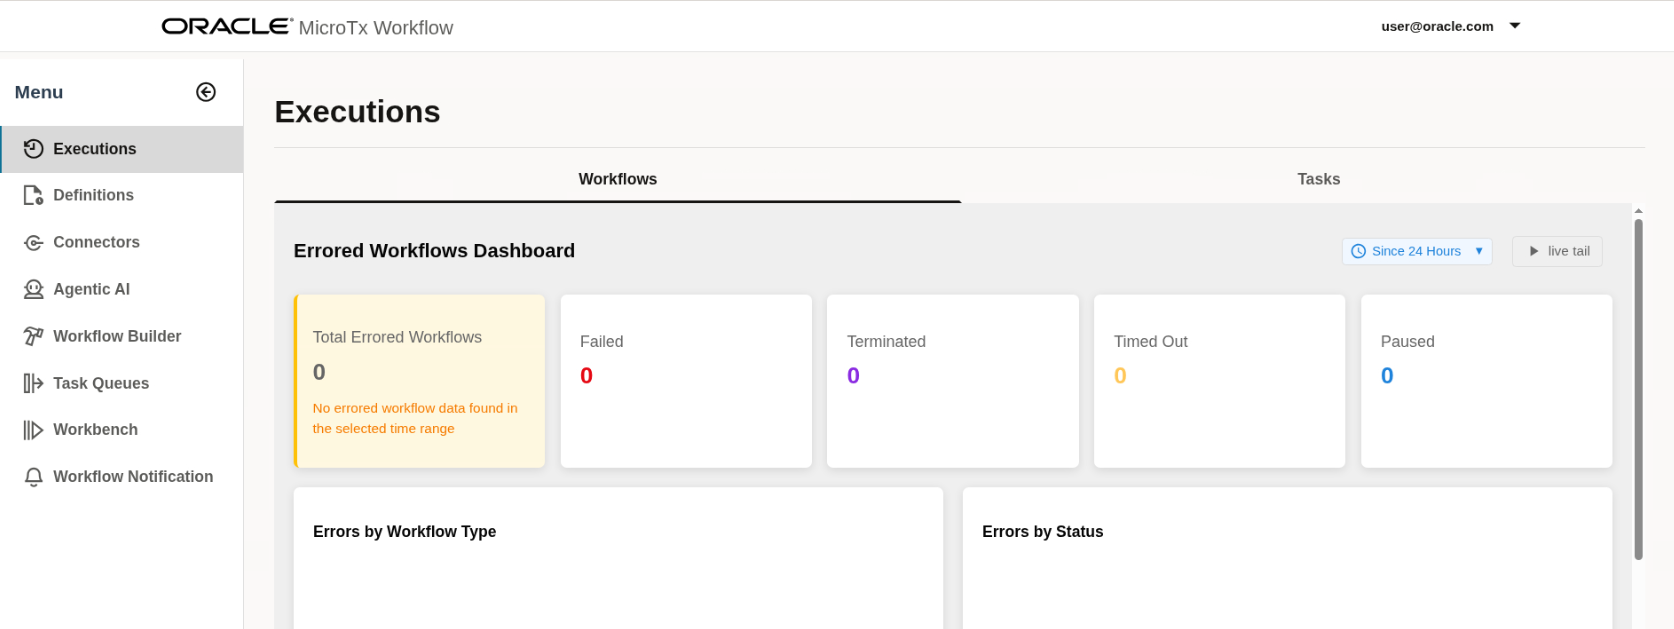 ORACLE® MicroTx Workflow
user@oracle.com
Menu
Executions
Definitions
Connectors
Agentic AI
Workflow Builder
Task Queues
Workbench
Workflow Notification
Executions
Workflows
Tasks
Errored Workflows Dashboard
Since 24 Hours
live tail
Total Errored Workflows
0
No errored workflow data found in
the selected time range
Failed
0
Terminated
0
Timed Out
0
Paused
0
Errors by Workflow Type
Errors by Status